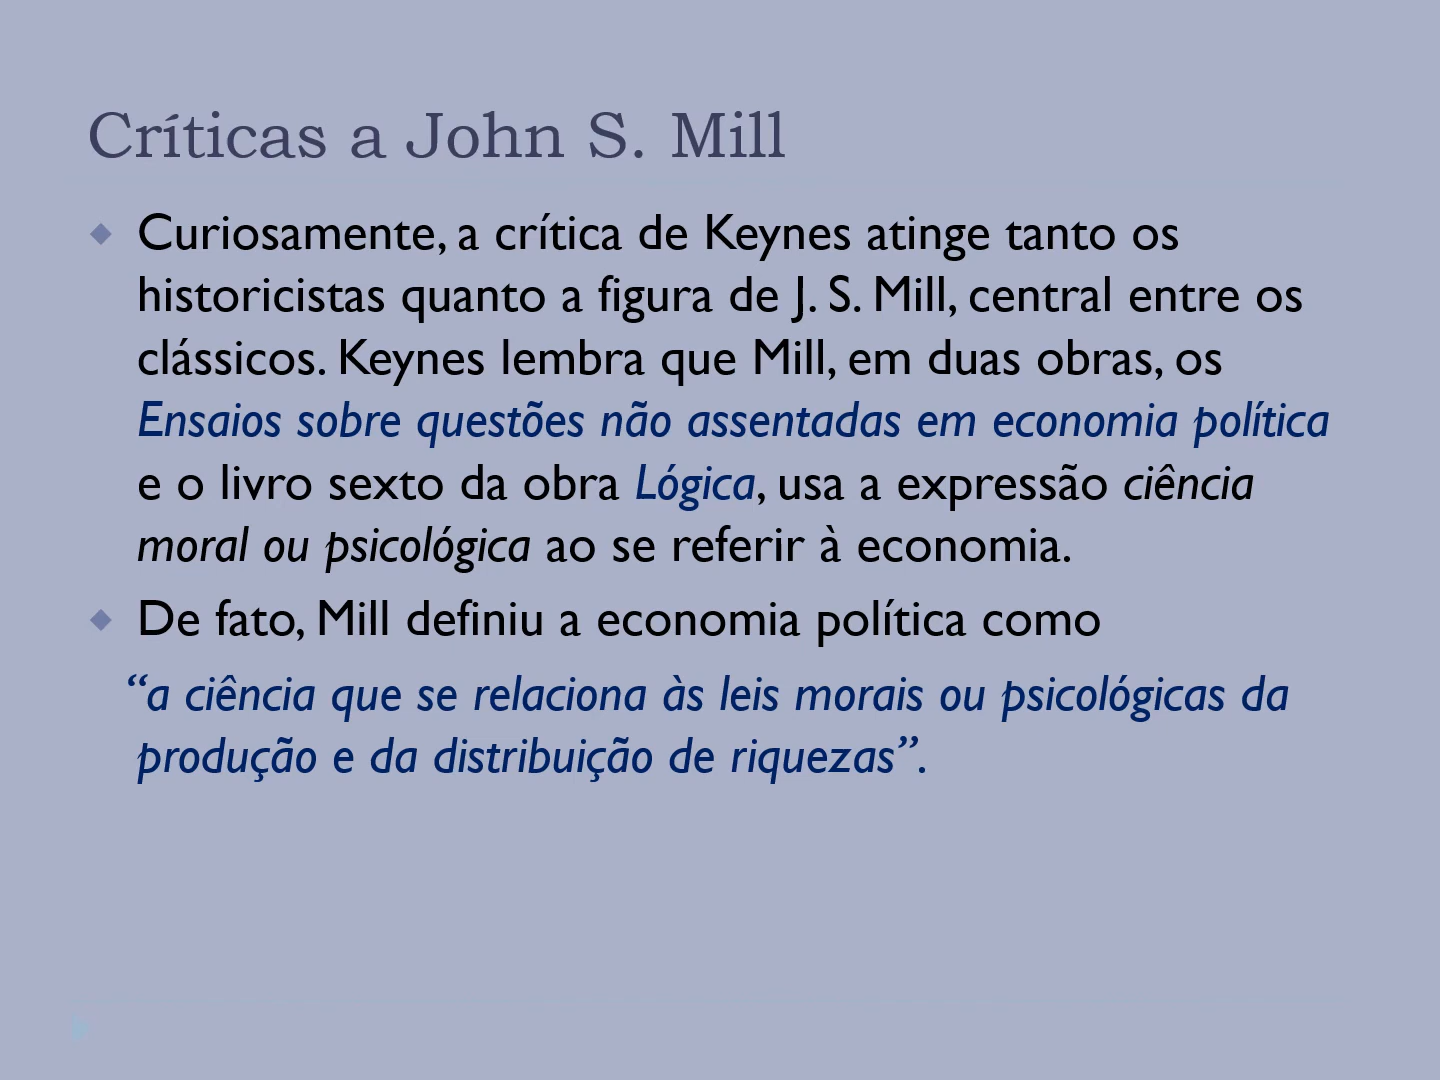 Críticas a John S. Mill
Curiosamente, a crítica de Keynes atinge tanto os
historicistas quanto a figura de J. S. Mill, central entre os
clássicos. Keynes lembra que Mill, em duas obras, os
Ensaios sobre questões não assentadas em economia política
e o livro sexto da obra Lógica, usa a expressão ciência
moral ou psicológica ao se referir à economia.
De fato, Mill definiu a economia política como
“a ciência que se relaciona às leis morais ou psicológicas da
produção e da distribuição de riquezas”.